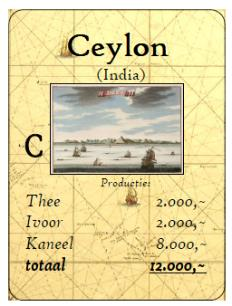 Ceylon
(India)
C
Productie:
Thee 2.000,~
Ivoor 2.000,~
Kaneel 8.000,~
totaal 12.000,~